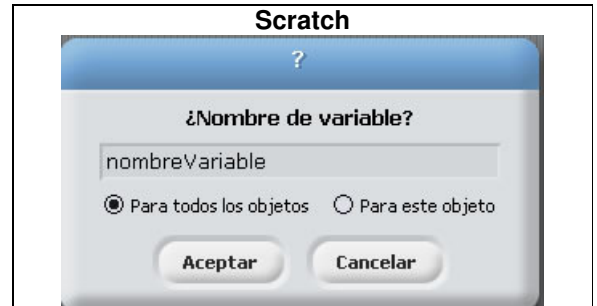 Scratch
?
¿Nombre de variable?
nombreVariable
Para todos los objetos Para este objeto
Aceptar Cancelar